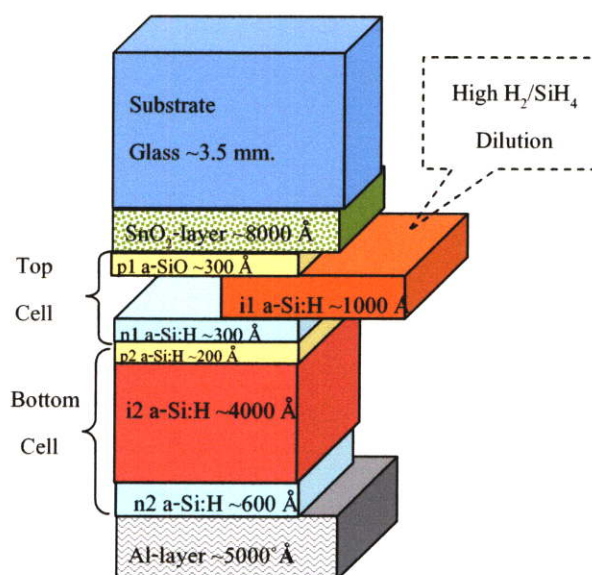 Substrate
Glass ~3.5 mm.
High H₂/SiH₄
Dilution
SnO₂-layer ~8000 Å
Top
Cell
p1 a-SiO ~300 Å
i1 a-Si:H ~1000 Å
n1 a-Si:H ~300 Å
p2 a-Si:H ~200 Å
Bottom
Cell
i2 a-Si:H ~4000 Å
n2 a-Si:H ~600 Å
Al-layer ~5000°Å